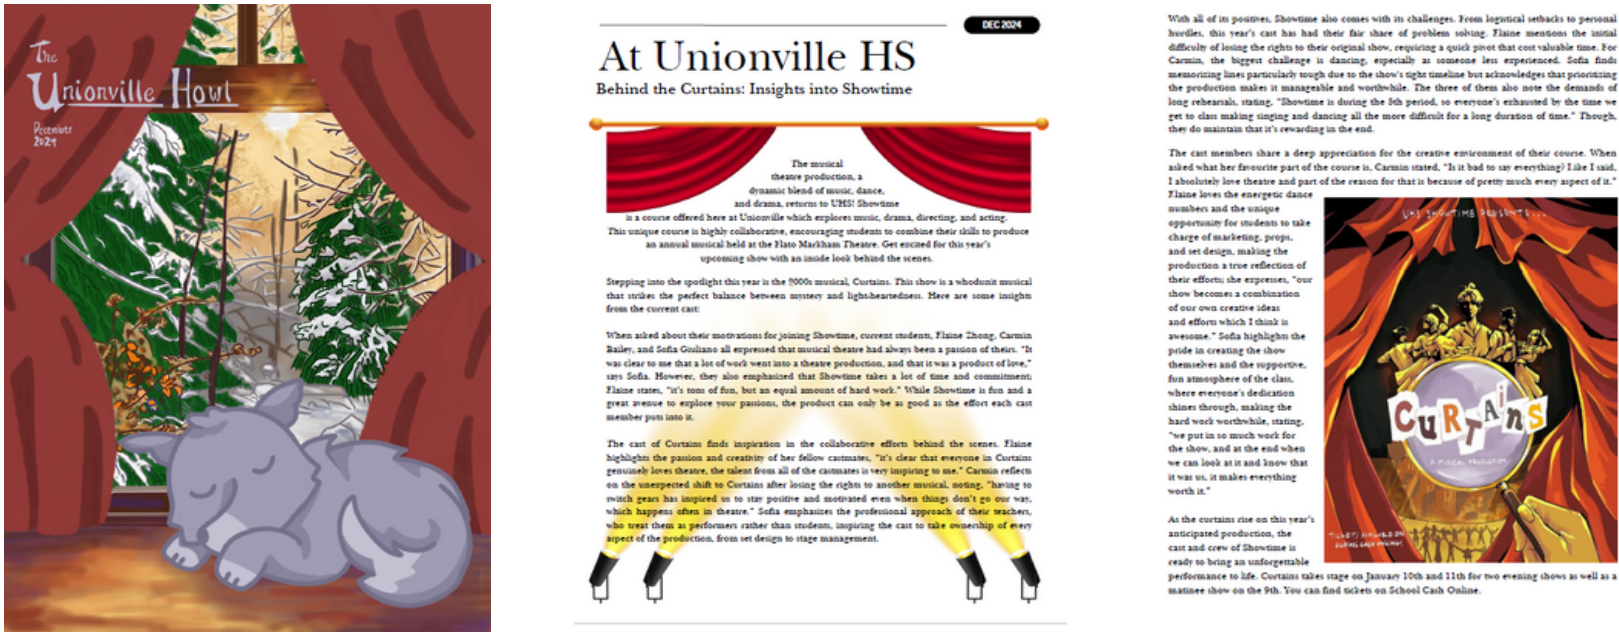 The
Unionville Howl
December
2024
DEC 2024
At Unionville HS
Behind the Curtains: Insights into Showtime
The musical
theatre production, a
dynamic blend of music, dance,
and drama, returns to UHS! Showtime
is a course offered here at Unionville which explores music, drama, directing, and acting.
This unique course is highly collaborative, encouraging students to combine their skills to produce
an annual musical held at the Flato Markham Theatre. Get excited for this year's
upcoming show with an inside look behind the scenes.
Stepping into the spotlight this year is the 2000s musical, Curtains. This show is a whodunit musical
that strikes the perfect balance between mystery and light-heartedness. Here are some insights
from the current cast:
When asked about their motivations for joining Showtime, current students, Elaine Zhong, Carmin
Bailey, and Sofia Giuliano all expressed that musical theatre had always been a passion of theirs. "It
was clear to me that a lot of work went into a theatre production, and that it was a product of love,"
says Sofia. However, they also emphasized that Showtime takes a lot of time and commitment;
Elaine states, "it's tons of fun, but an equal amount of hard work." While Showtime is fun and a
great avenue to explore your passions, the product can only be as good as the effort each cast
member puts into it.
The cast of Curtains finds inspiration in the collaborative efforts behind the scenes. Elaine
highlights the passion and creativity of her fellow castmates, "it's clear that everyone in Curtains
genuinely loves theatre, the talent from all of the castmates is very inspiring to me." Carmin reflects
on the unexpected shift to Curtains after losing the rights to another musical, noting, "having to
switch gears has inspired us to stay positive and motivated even when things don't go our way,
which happens often in theatre." Sofia emphasizes the professional approach of their teachers,
who treat them as performers rather than students, inspiring the cast to take ownership of every
aspect of the production, from set design to stage management.
With all of its positives, Showtime also comes with its challenges. From logistical setbacks to personal
hurdles, this year's cast has had their fair share of problem solving. Elaine mentions the initial
difficulty of losing the rights to their original show, requiring a quick pivot that cost valuable time. For
Carmin, the biggest challenge is dancing, especially as someone less experienced. Sofia finds
memorizing lines particularly tough due to the show's tight timeline but acknowledges that prioritizing
the production makes it manageable and worthwhile. The three of them also note the demands of
long rehearsals, stating, "Showtime is during the 8th period, so everyone's exhausted by the time we
get to class making singing and dancing all the more difficult for a long duration of time." Though,
they do maintain that it's rewarding in the end.
The cast members share a deep appreciation for the creative environment of their course. When
asked what her favourite part of the course is, Carmin stated, "Is it bad to say everything? Like I said,
I absolutely love theatre and part of the reason for that is because of pretty much every aspect of it."
Elaine loves the energetic dance
numbers and the unique
opportunity for students to take
charge of marketing, props,
and set design, making the
production a true reflection of
their efforts; she expresses, "our
show becomes a combination
of our own creative ideas
and efforts which I think is
awesome." Sofia highlights the
pride in creating the show
themselves and the supportive,
fun atmosphere of the class,
where everyone's dedication
shines through, making the
hard work worthwhile, stating,
"we put in so much work for
the show, and at the end when
we can look at it and know that
it was us, it makes everything
worth it."
As the curtains rise on this year's
anticipated production, the
cast and crew of Showtime is
ready to bring an unforgettable
performance to life. Curtains takes stage on January 10th and 11th for two evening shows as well as a
matinee show on the 9th. You can find tickets on School Cash Online.
UHS SHOWTIME PRESENTS...
CURTAiNS
A MUSICAL PRODUCTION
TICKETS AVAILABLE ON
SCHOOL CASH ONLINE!